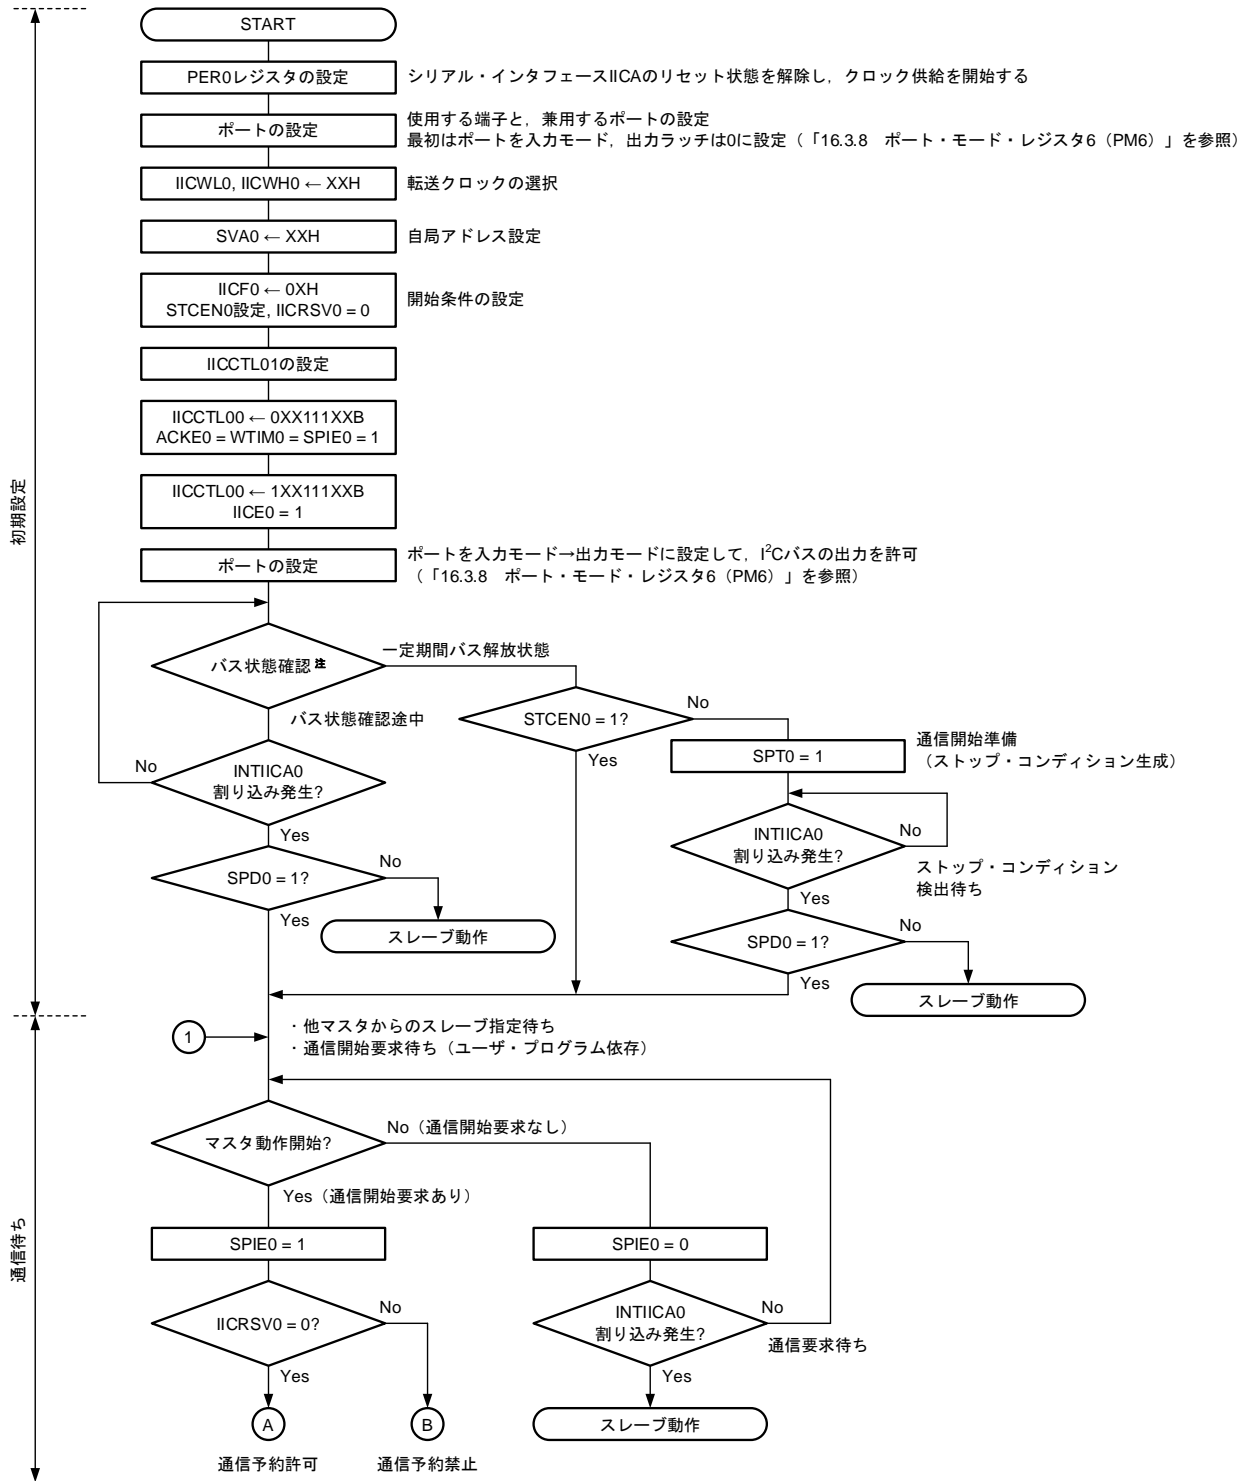 START
PER0レジスタの設定
シリアル・インタフェースIICAのリセット状態を解除し，クロック供給を開始する
ポートの設定
使用する端子と，兼用するポートの設定
最初はポートを入力モード，出力ラッチは0に設定（「16.3.8　ポート・モード・レジスタ6（PM6）」を参照）
IICWL0, IICWH0 ← XXH
転送クロックの選択
SVA0 ← XXH
自局アドレス設定
IICF0 ← 0XH
STCEN0設定, IICRSV0 = 0
開始条件の設定
IICCTL01の設定
IICCTL00 ← 0XX111XXB
ACKE0 = WTIM0 = SPIE0 = 1
IICCTL00 ← 1XX111XXB
IICE0 = 1
初期設定
ポートの設定
ポートを入力モード→出力モードに設定して，I²Cバスの出力を許可
（「16.3.8　ポート・モード・レジスタ6（PM6）」を参照）
バス状態確認注
一定期間バス解放状態
バス状態確認途中
STCEN0 = 1?
No
Yes
SPT0 = 1
通信開始準備
（ストップ・コンディション生成）
No
INTIICA0
割り込み発生?
Yes
INTIICA0
割り込み発生?
No
ストップ・コンディション
検出待ち
Yes
SPD0 = 1?
No
Yes
スレーブ動作
SPD0 = 1?
No
Yes
スレーブ動作
1
・他マスタからのスレーブ指定待ち
・通信開始要求待ち（ユーザ・プログラム依存）
マスタ動作開始?
No（通信開始要求なし）
Yes（通信開始要求あり）
通信待ち
SPIE0 = 1
SPIE0 = 0
IICRSV0 = 0?
No
Yes
INTIICA0
割り込み発生?
No
通信要求待ち
Yes
A
B
スレーブ動作
通信予約許可
通信予約禁止